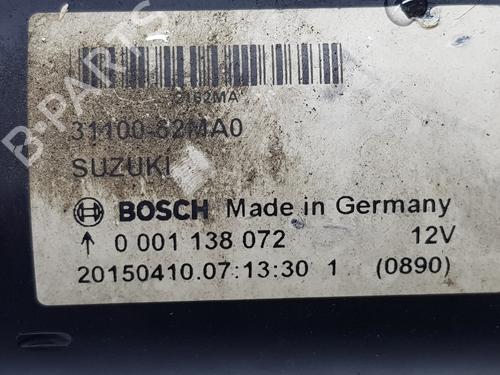 B-PARTS
3162MA
31100-62MA0
SUZUKI
BOSCH Made in Germany
0 001 138 072 12V
20150410.07:13:30 1 (0890)